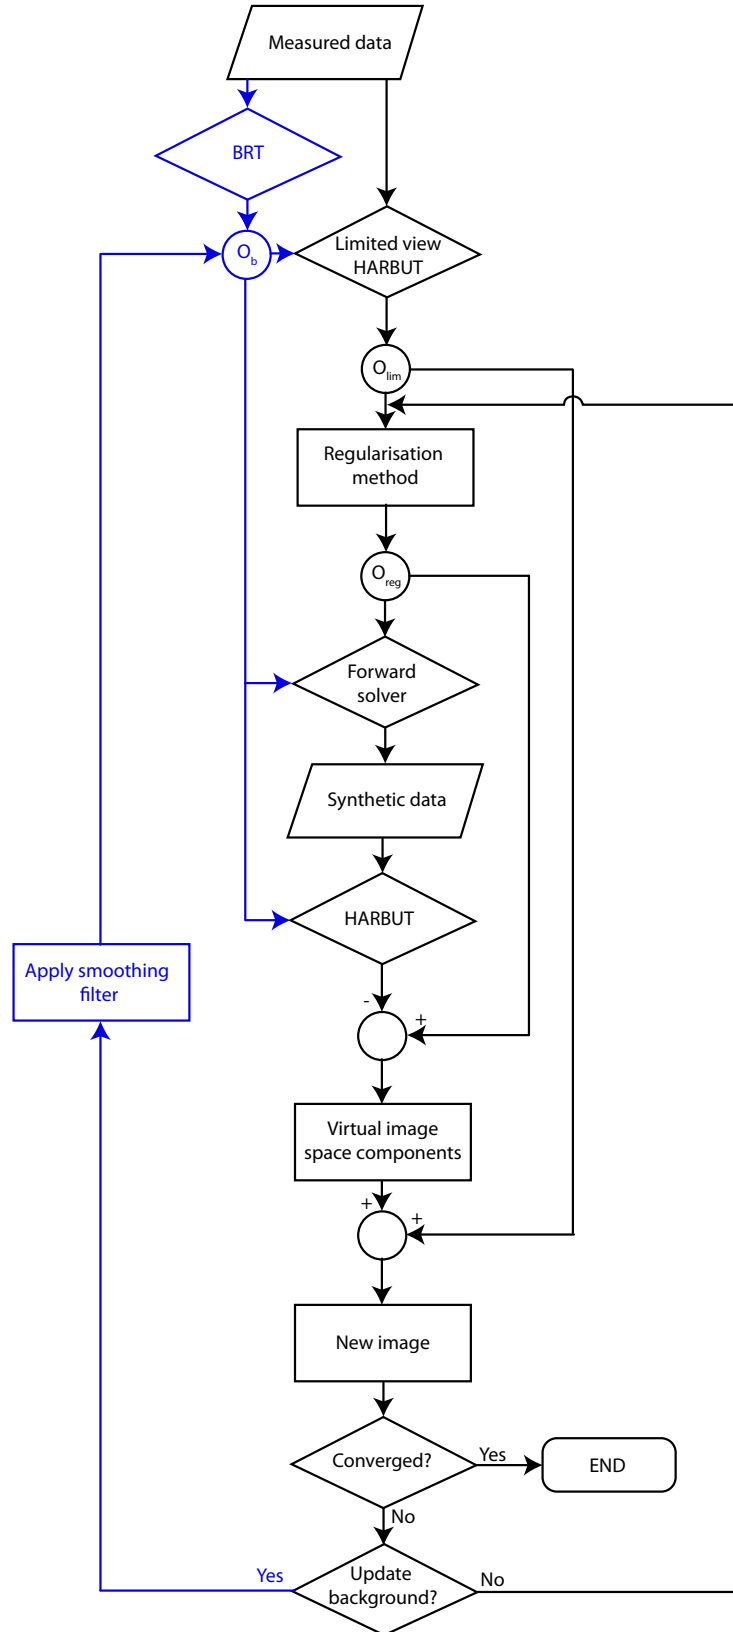 Measured data
BRT
O_b
Limited view
HARBUT
O_lim
Regularisation
method
O_reg
Forward
solver
Synthetic data
HARBUT
Apply smoothing
filter
-
+
Virtual image
space components
+
+
New image
Converged?
Yes
END
No
Yes
Update
background?
No